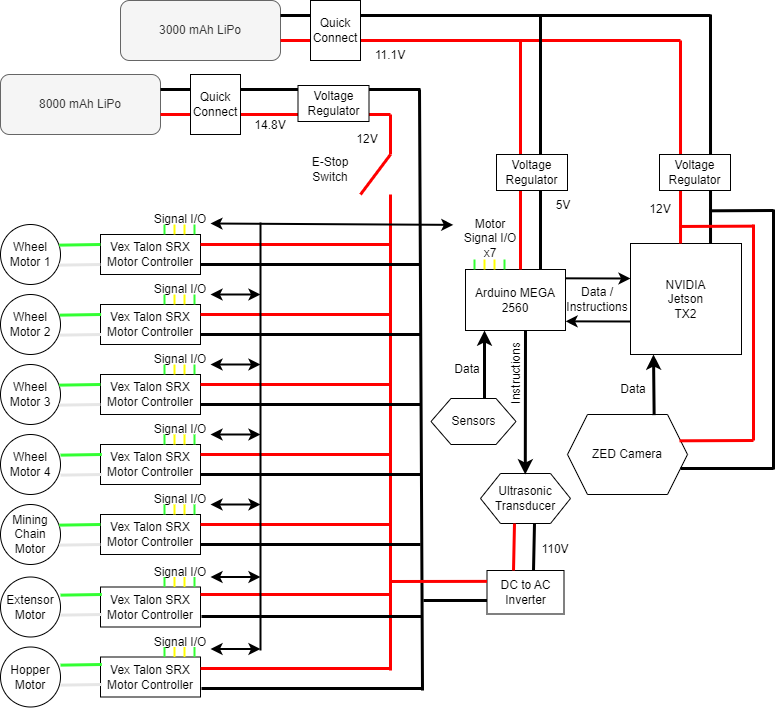 3000 mAh LiPo
Quick
Connect
11.1V
8000 mAh LiPo
Quick
Connect
14.8V
Voltage
Regulator
12V
E-Stop
Switch
Voltage
Regulator
5V
Voltage
Regulator
12V
Signal I/O
Wheel
Motor 1
Vex Talon SRX
Motor Controller
Motor
Signal I/O
x7
Arduino MEGA
2560
Data /
Instructions
NVIDIA
Jetson
TX2
Signal I/O
Wheel
Motor 2
Vex Talon SRX
Motor Controller
Signal I/O
Wheel
Motor 3
Vex Talon SRX
Motor Controller
Data
Instructions
Data
Sensors
Signal I/O
Wheel
Motor 4
Vex Talon SRX
Motor Controller
ZED Camera
Signal I/O
Mining
Chain
Motor
Vex Talon SRX
Motor Controller
Ultrasonic
Transducer
110V
Signal I/O
Extensor
Motor
Vex Talon SRX
Motor Controller
DC to AC
Inverter
Signal I/O
Hopper
Motor
Vex Talon SRX
Motor Controller